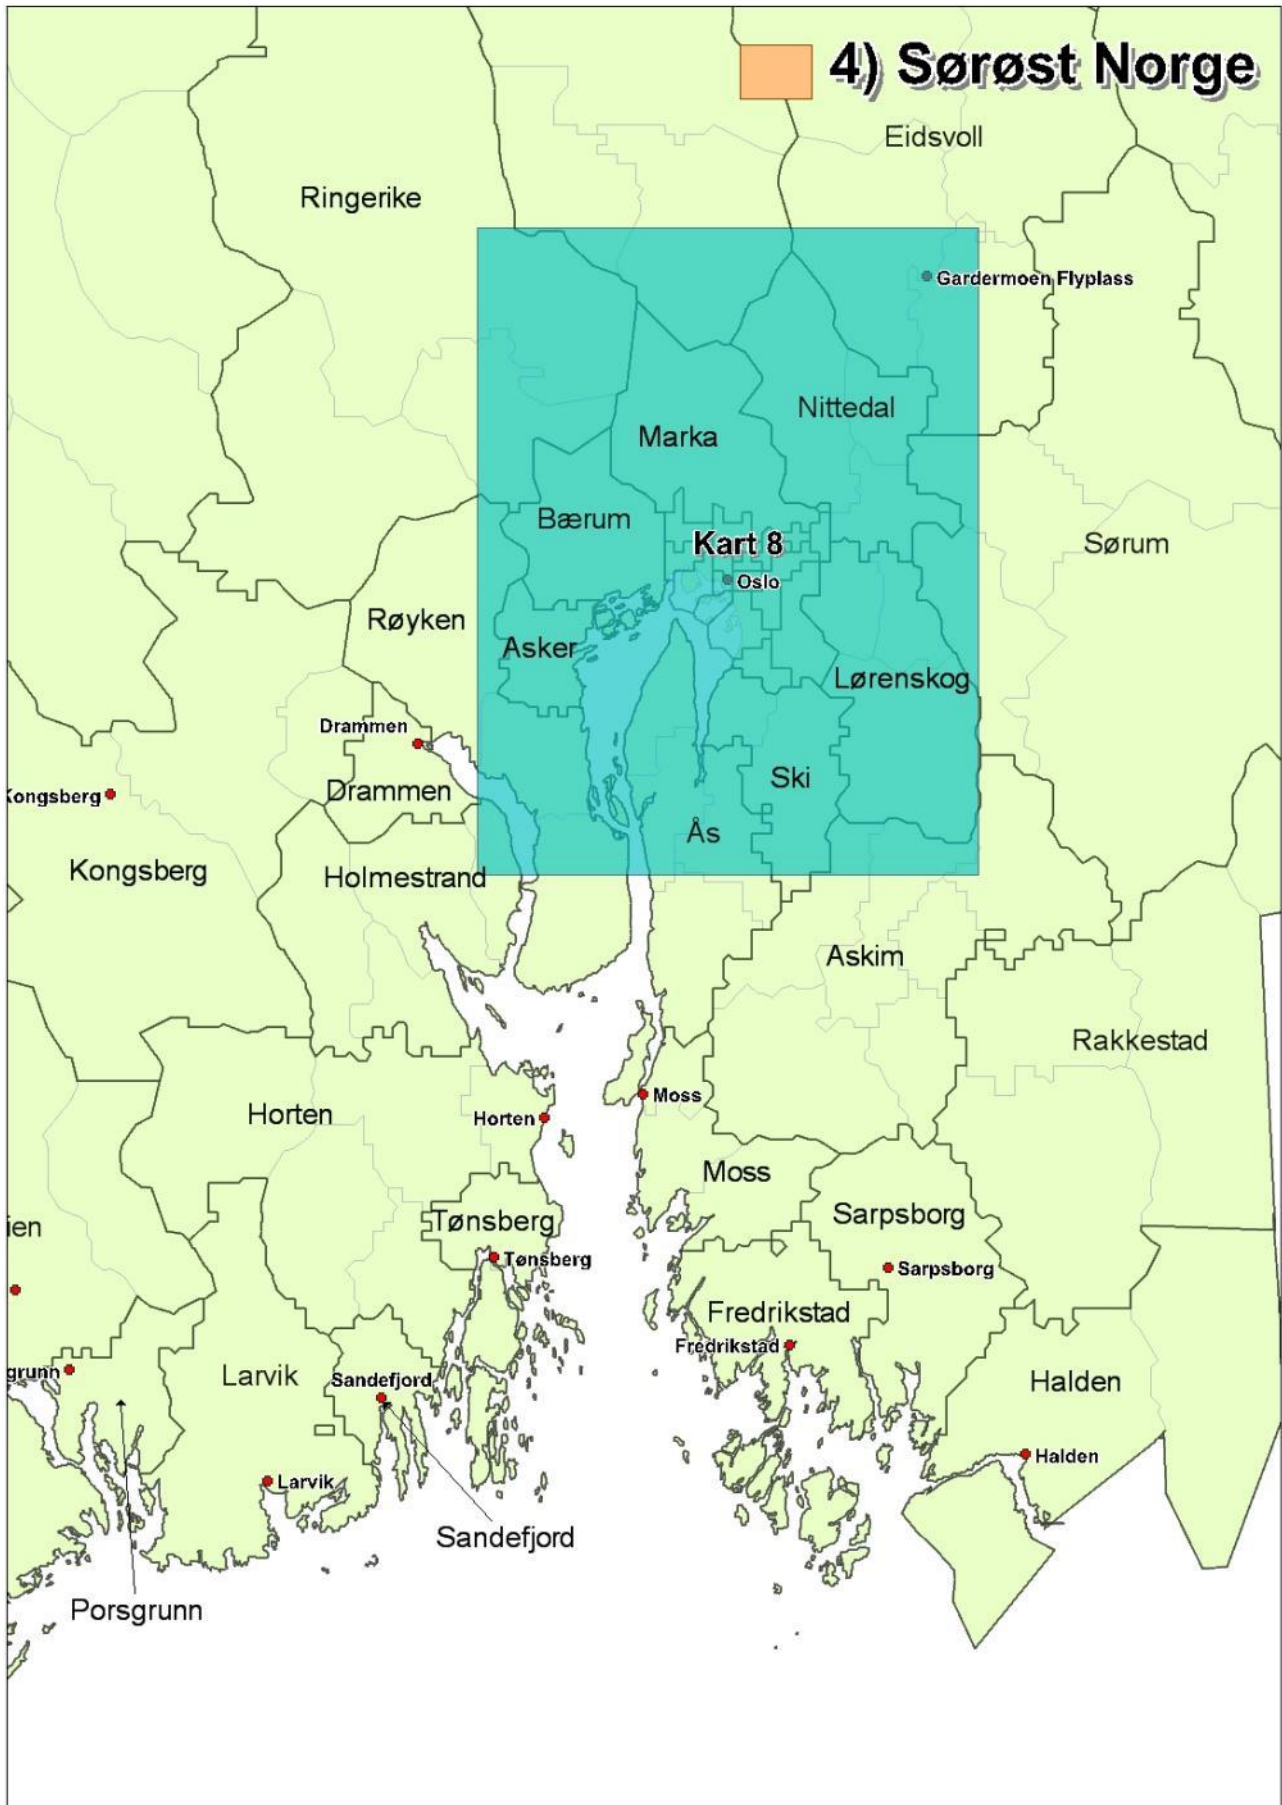 4) Sørøst Norge
Eidsvoll
Ringerike
Gardermoen Flyplass
Nittedal
Marka
Bærum
Kart 8
Sørum
Oslo
Røyken
Asker
Lørenskog
Drammen
Ski
Drammen
Kongsberg
Ås
Kongsberg
Holmestrand
Askim
Rakkestad
Moss
Horten
Horten
Moss
Sarpsborg
Tønsberg
ien
Tønsberg
Sarpsborg
Fredrikstad
Fredrikstad
grunn
Larvik
Sandefjord
Halden
Halden
Larvik
Sandefjord
Porsgrunn